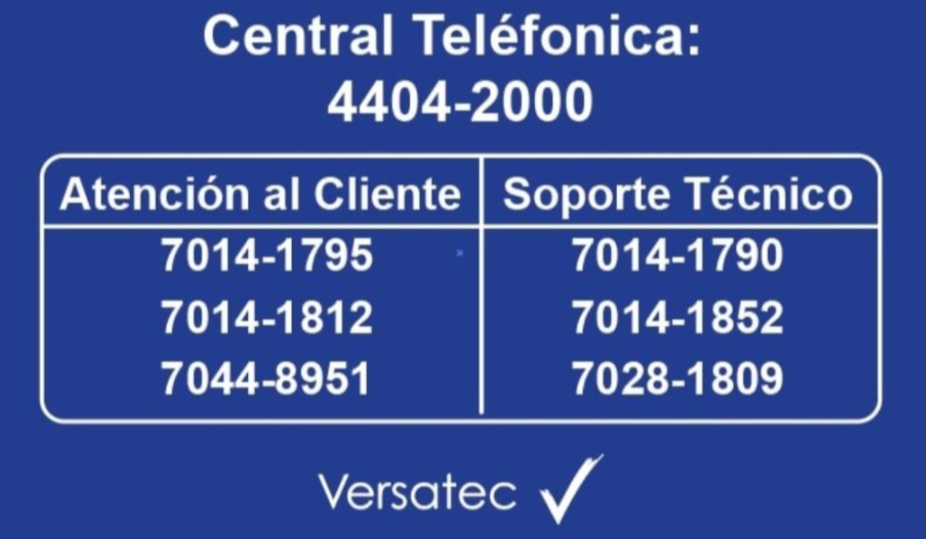 Central Teléfonica:
4404-2000
Atención al Cliente Soporte Técnico
7014-1795 7014-1790
7014-1812 7014-1852
7044-8951 7028-1809
Versatec